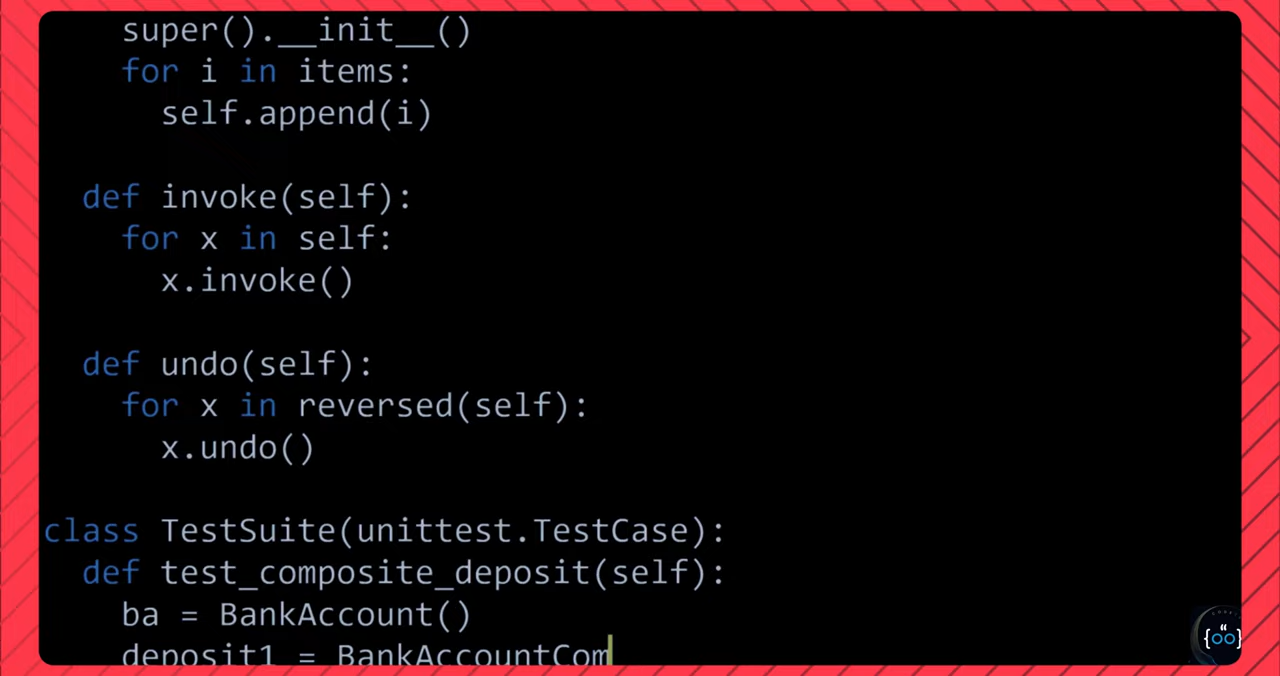 super().__init__()
for i in items:
self.append(i)
def invoke(self):
for x in self:
x.invoke()
def undo(self):
for x in reversed(self):
x.undo()
class TestSuite(unittest.TestCase):
def test_composite_deposit(self):
ba = BankAccount()
deposit1 = BankAccountCom